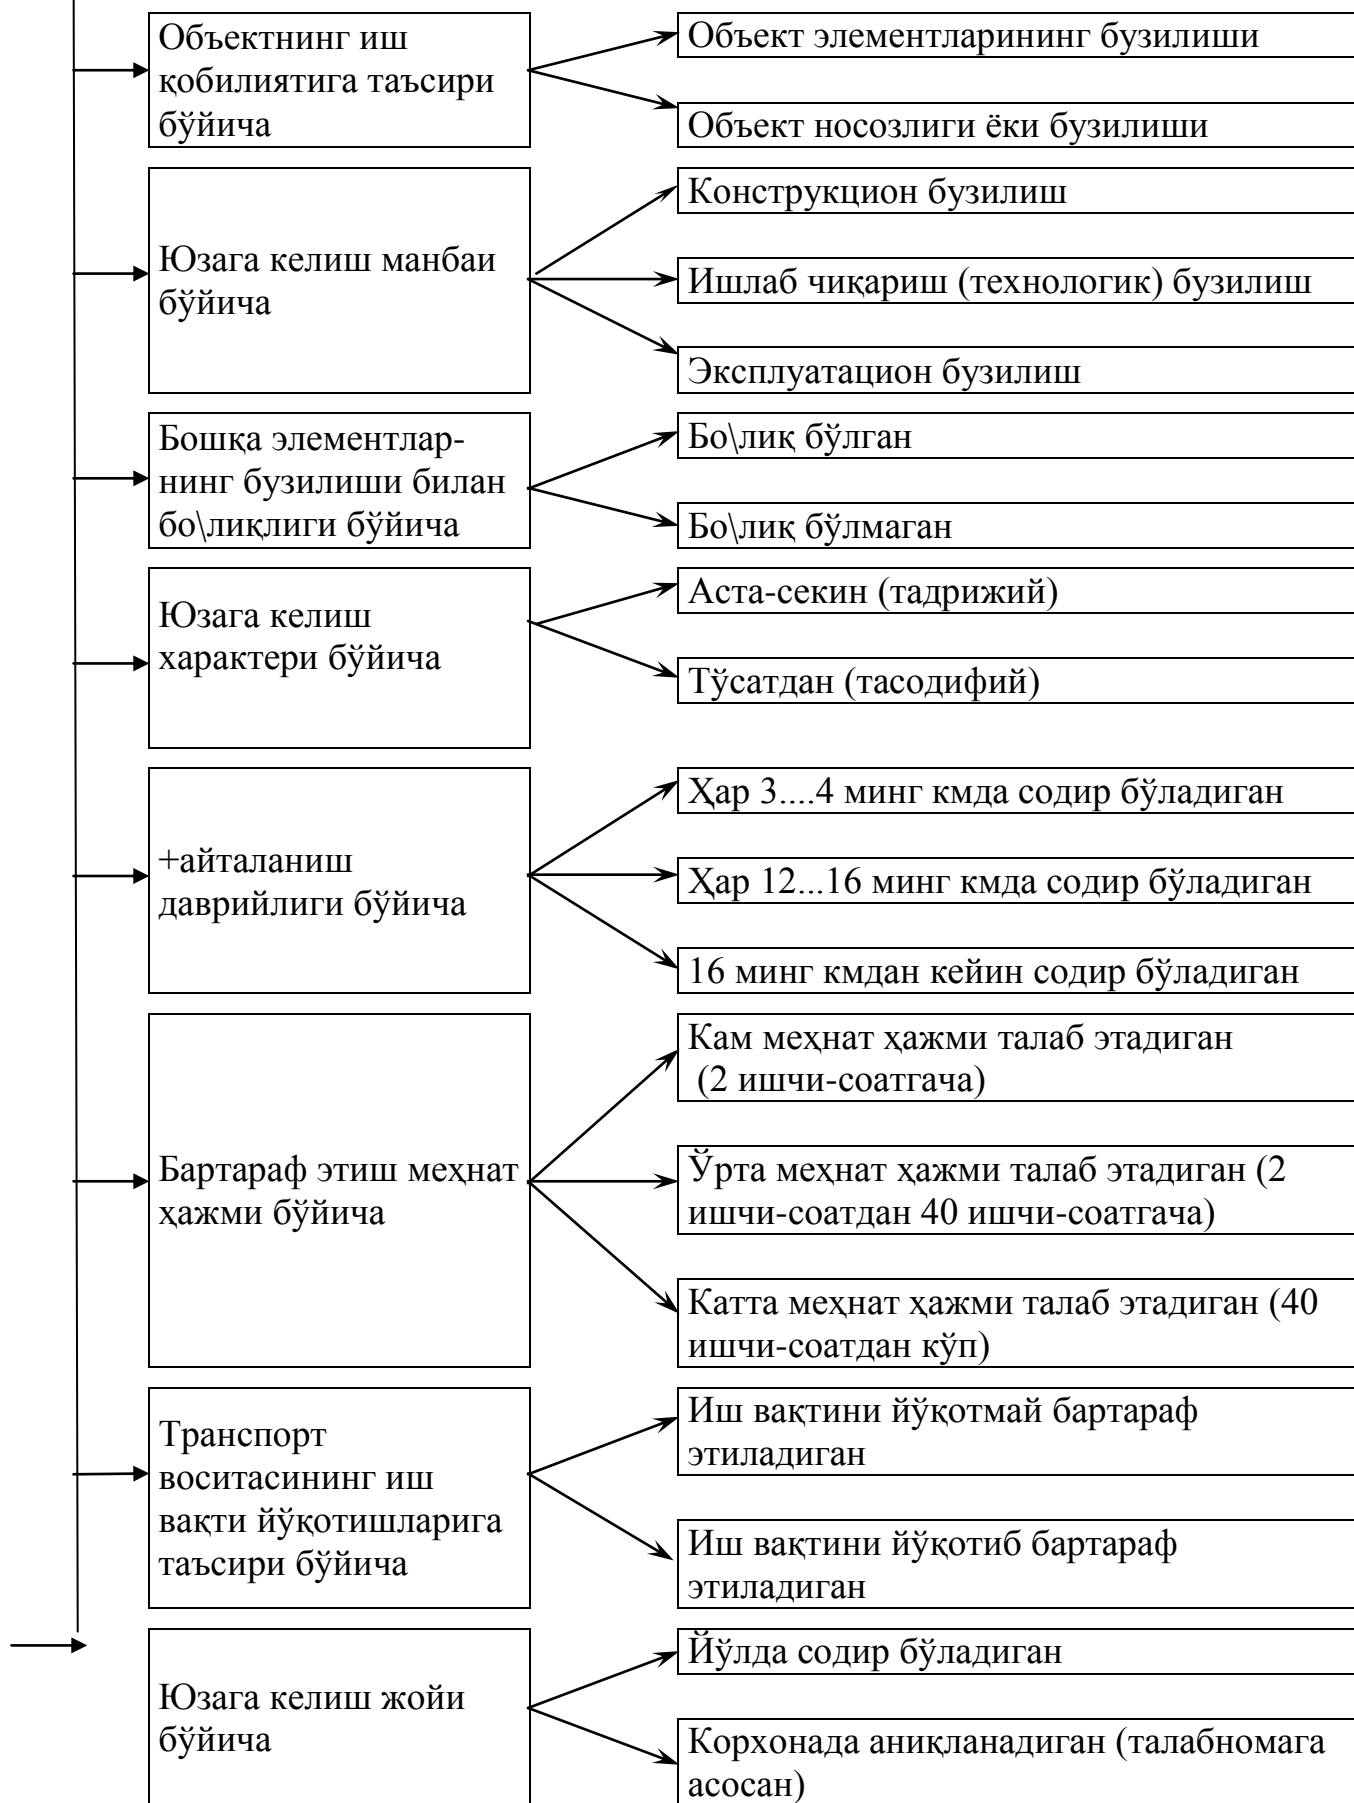 Объектнинг иш
қобилиятига таъсири
бўйича
Объект элементларининг бузилиши
Объект носозлиги ёки бузилиши
Юзага келиш манбаи
бўйича
Конструкцион бузилиш
Ишлаб чиқариш (технологик) бузилиш
Эксплуатацион бузилиш
Бошқа элементлар-
нинг бузилиши билан
бо\лиқлиги бўйича
Бо\лиқ бўлган
Бо\лиқ бўлмаган
Юзага келиш
характери бўйича
Аста-секин (тадрижий)
Тўсатдан (тасодифий)
+айталаниш
даврийлиги бўйича
Ҳар 3....4 минг кмда содир бўладиган
Ҳар 12...16 минг кмда содир бўладиган
16 минг кмдан кейин содир бўладиган
Бартараф этиш меҳнат
ҳажми бўйича
Кам меҳнат ҳажми талаб этадиган
(2 ишчи-соатгача)
Ўрта меҳнат ҳажми талаб этадиган (2
ишчи-соатдан 40 ишчи-соатгача)
Катта меҳнат ҳажми талаб этадиган (40
ишчи-соатдан кўп)
Транспорт
воситасининг иш
вақти йўқотишларига
таъсири бўйича
Иш вақтини йўқотмай бартараф
этиладиган
Иш вақтини йўқотиб бартараф
этиладиган
Юзага келиш жойи
бўйича
Йўлда содир бўладиган
Корхонада аниқланадиган (талабномага
асосан)